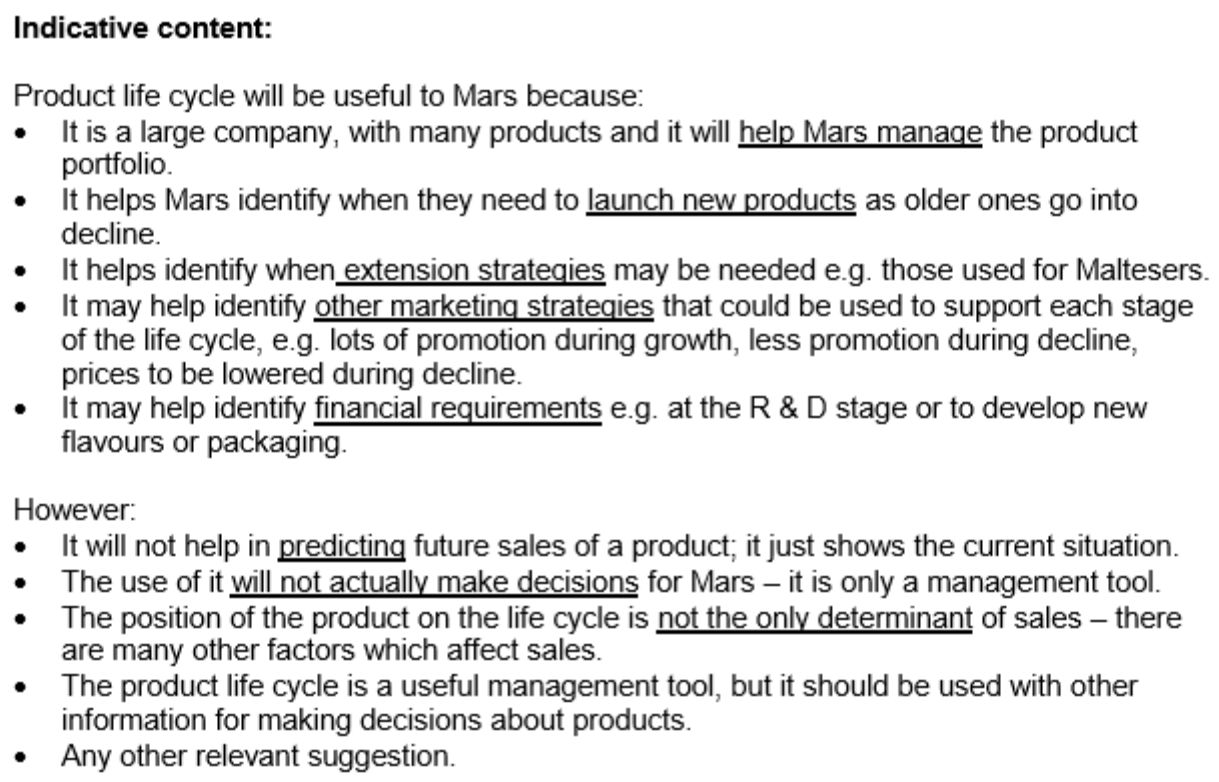 Indicative content:
Product life cycle will be useful to Mars because:
• It is a large company, with many products and it will help Mars manage the product
portfolio.
• It helps Mars identify when they need to launch new products as older ones go into
decline.
• It helps identify when extension strategies may be needed e.g. those used for Maltesers.
• It may help identify other marketing strategies that could be used to support each stage
of the life cycle, e.g. lots of promotion during growth, less promotion during decline,
prices to be lowered during decline.
• It may help identify financial requirements e.g. at the R & D stage or to develop new
flavours or packaging.
However:
• It will not help in predicting future sales of a product; it just shows the current situation.
• The use of it will not actually make decisions for Mars – it is only a management tool.
• The position of the product on the life cycle is not the only determinant of sales – there
are many other factors which affect sales.
• The product life cycle is a useful management tool, but it should be used with other
information for making decisions about products.
• Any other relevant suggestion.